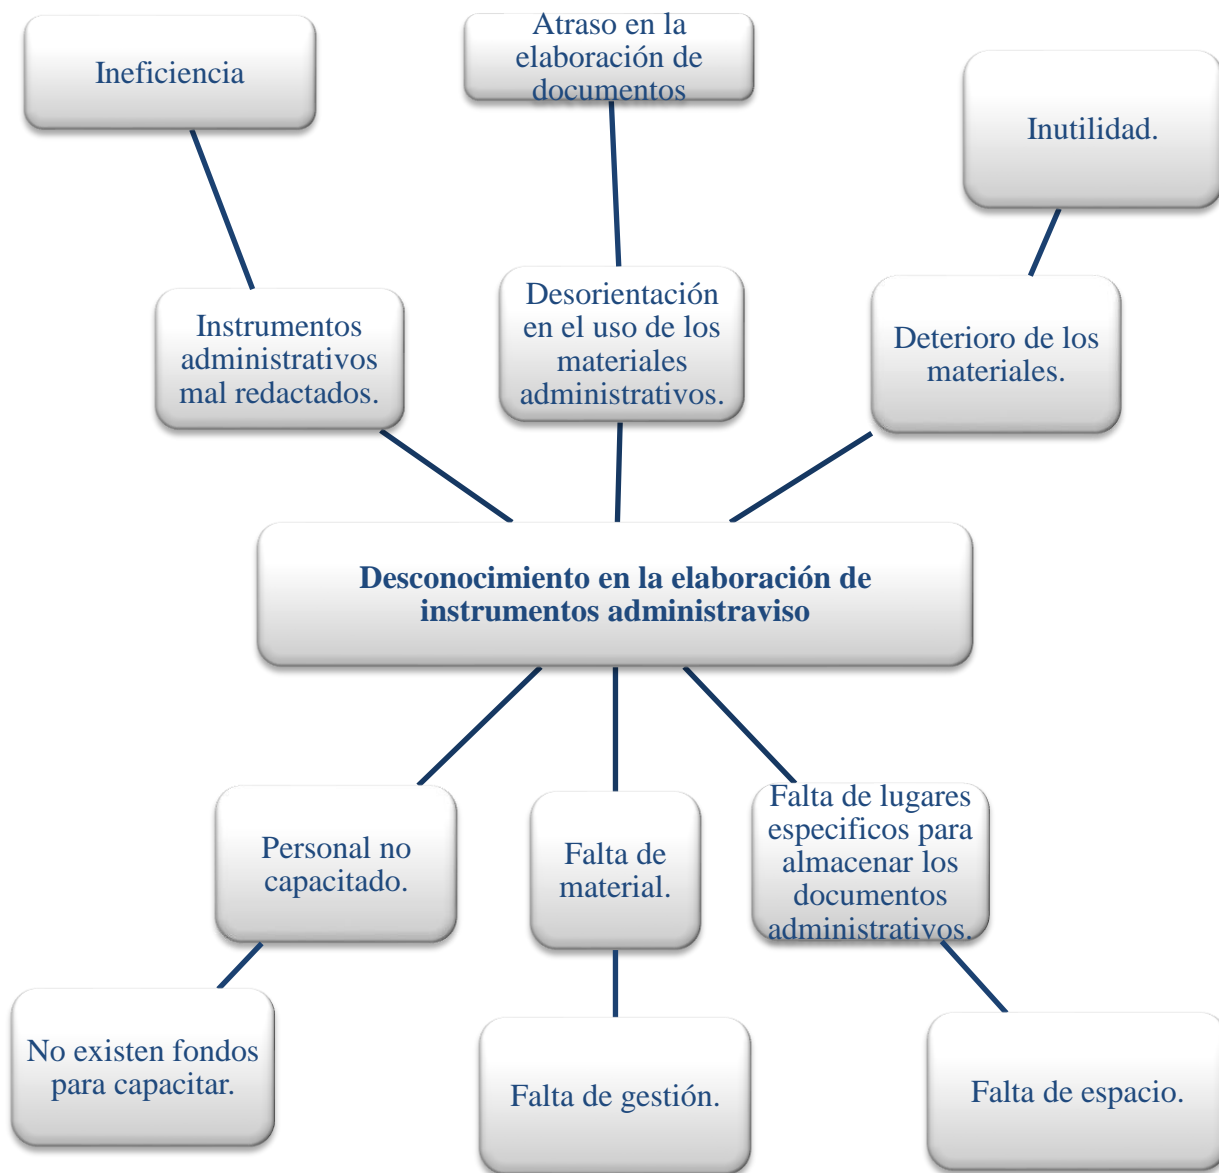 Ineficiencia
Atraso en la
elaboración de
documentos
Inutilidad.
Instrumentos
administrativos
mal redactados.
Desorientación
en el uso de los
materiales
administrativos.
Deterioro de los
materiales.
Desconocimiento en la elaboración de
instrumentos administraviso
Personal no
capacitado.
Falta de
material.
Falta de lugares
especificos para
almacenar los
documentos
administrativos.
No existen fondos
para capacitar.
Falta de gestión.
Falta de espacio.